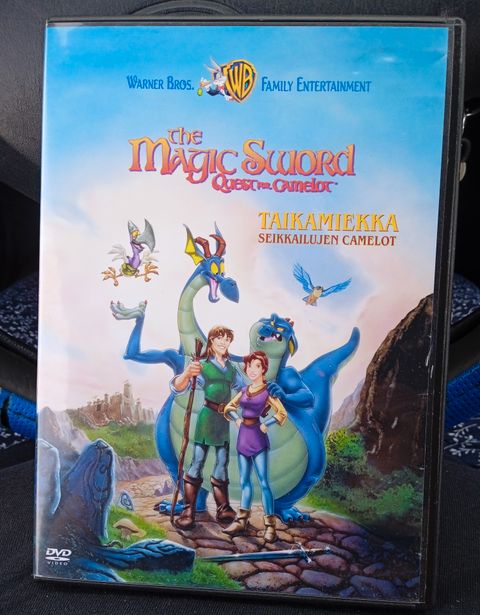 WARNER BROS. WB FAMILY ENTERTAINMENT
THE
MAGIC SWORD
QUEST FOR CAMELOT
TAIKAMIEKKA
SEIKKAILUJEN CAMELOT
DVD
VIDEO